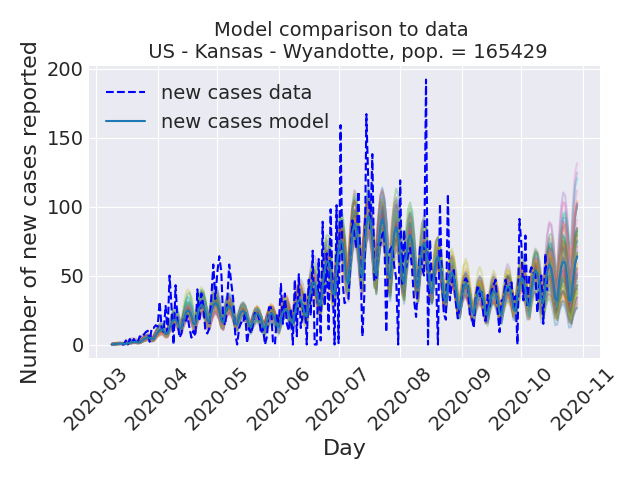 Model comparison to data
US - Kansas - Wyandotte, pop. = 165429
Number of new cases reported
200
150
100
50
0
new cases data
new cases model
2020-03
2020-04
2020-05
2020-06
2020-07
2020-08
2020-09
2020-10
2020-11
Day